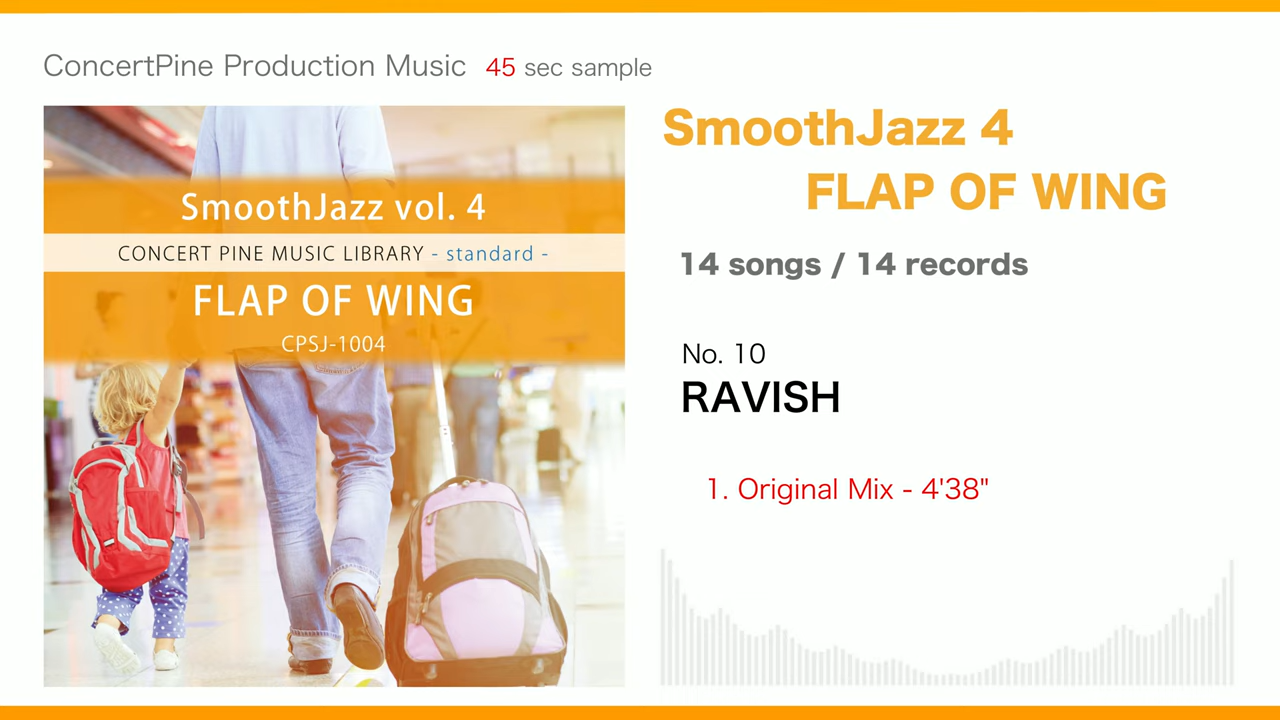 ConcertPine Production Music 45 sec sample
SmoothJazz vol. 4
CONCERT PINE MUSIC LIBRARY - standard -
FLAP OF WING
CPSJ-1004
SmoothJazz 4
FLAP OF WING
14 songs / 14 records
No. 10
RAVISH
1. Original Mix - 4'38"